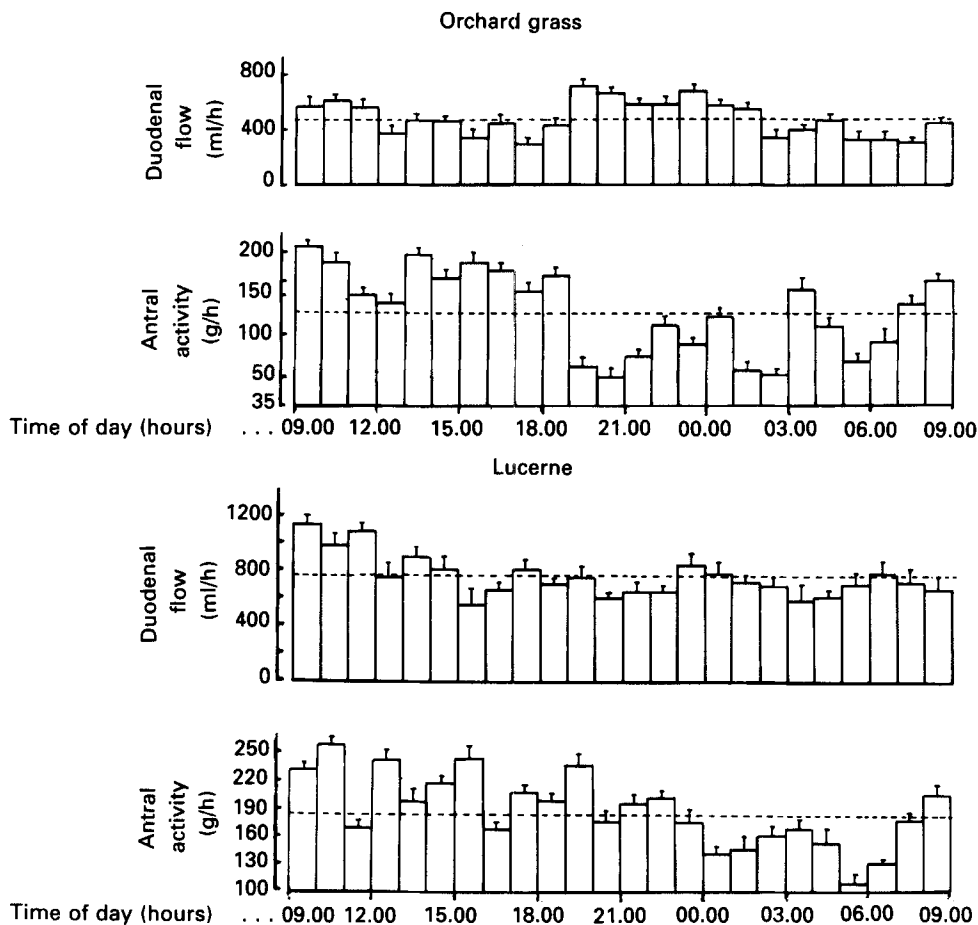 Orchard grass
Duodenal
flow
(ml/h)
800
400
0
Antral
activity
(g/h)
200
150
100
50
35
Time of day (hours) ... 09.00 12.00 15.00 18.00 21.00 00.00 03.00 06.00 09.00
Lucerne
Duodenal
flow
(ml/h)
1200
800
400
0
Antral
activity
(g/h)
250
220
190
160
130
100
Time of day (hours) ... 09.00 12.00 15.00 18.00 21.00 00.00 03.00 06.00 09.00